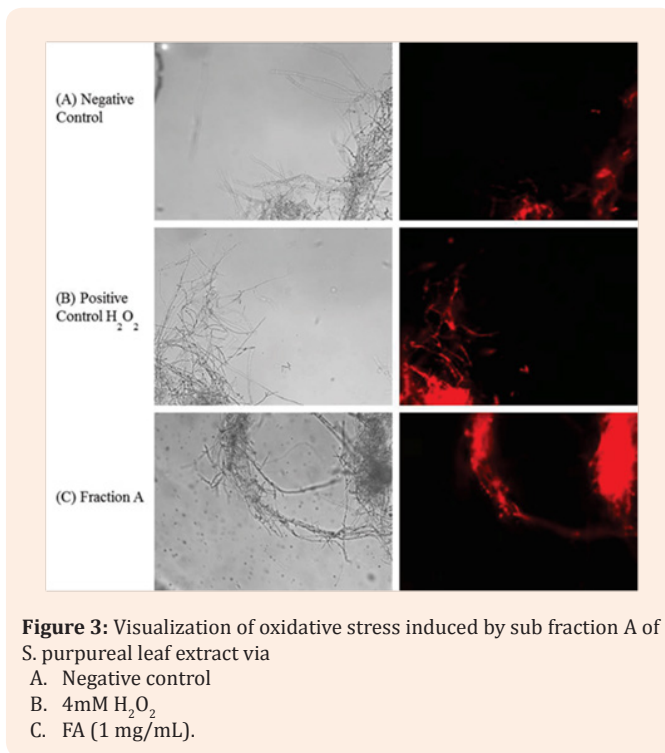 (A) Negative
Control
(B) Positive
Control H₂O₂
(C) Fraction A
Figure 3: Visualization of oxidative stress induced by sub fraction A of
S. purpureal leaf extract via
A. Negative control
B. 4mM H₂O₂
C. FA (1 mg/mL).